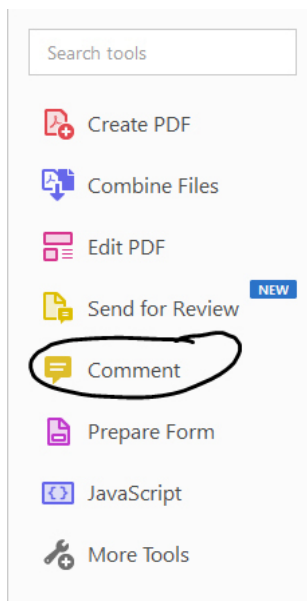 Search tools
Create PDF
Combine Files
Edit PDF
NEW
Send for Review
Comment
Prepare Form
JavaScript
More Tools